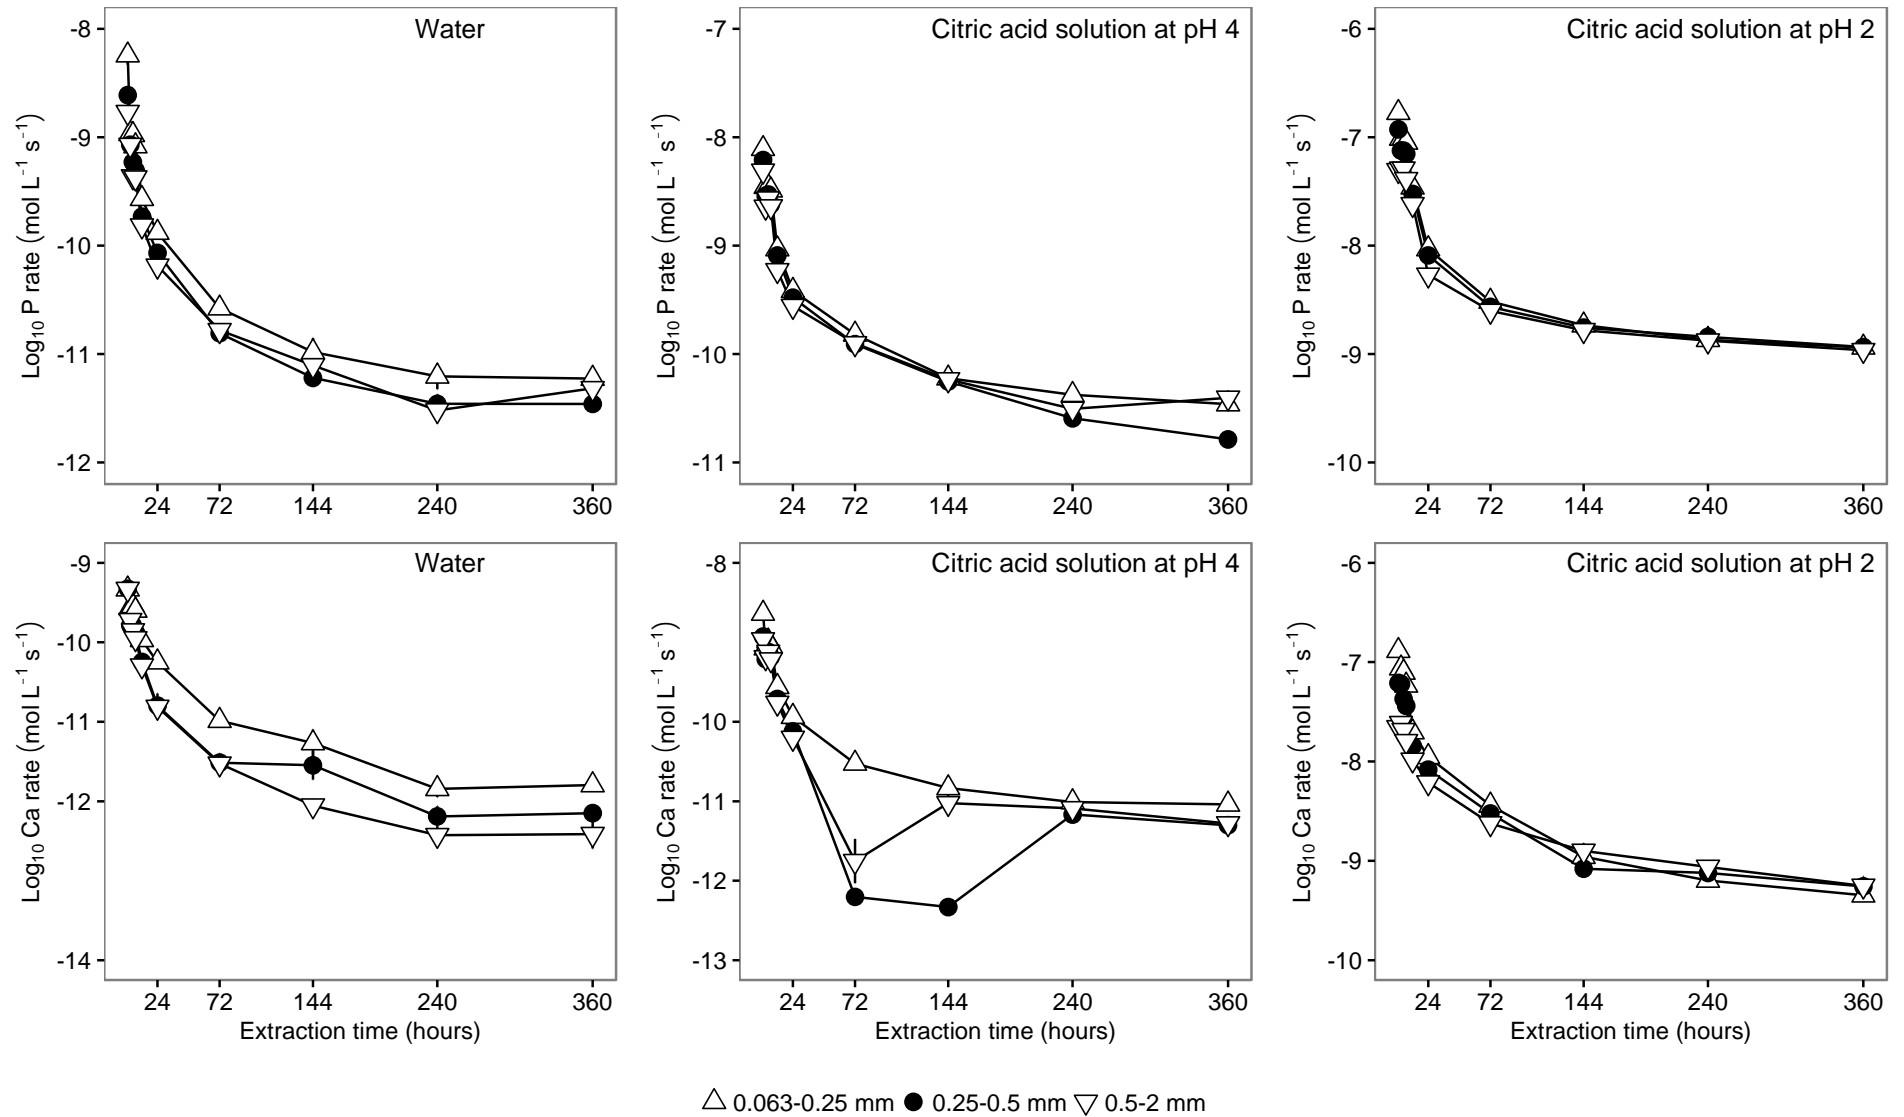 Water
Log10 P rate (mol L−1 s−1)
-8
-9
-10
-11
-12
24 72 144 240 360
Citric acid solution at pH 4
Log10 P rate (mol L−1 s−1)
-7
-8
-9
-10
-11
24 72 144 240 360
Citric acid solution at pH 2
Log10 P rate (mol L−1 s−1)
-6
-7
-8
-9
-10
24 72 144 240 360
Water
Log10 Ca rate (mol L−1 s−1)
-9
-10
-11
-12
-14
24 72 144 240 360
Extraction time (hours)
Citric acid solution at pH 4
Log10 Ca rate (mol L−1 s−1)
-8
-10
-11
-12
-13
24 72 144 240 360
Extraction time (hours)
Citric acid solution at pH 2
Log10 Ca rate (mol L−1 s−1)
-6
-7
-8
-9
-10
24 72 144 240 360
Extraction time (hours)
0.063-0.25 mm 0.25-0.5 mm 0.5-2 mm